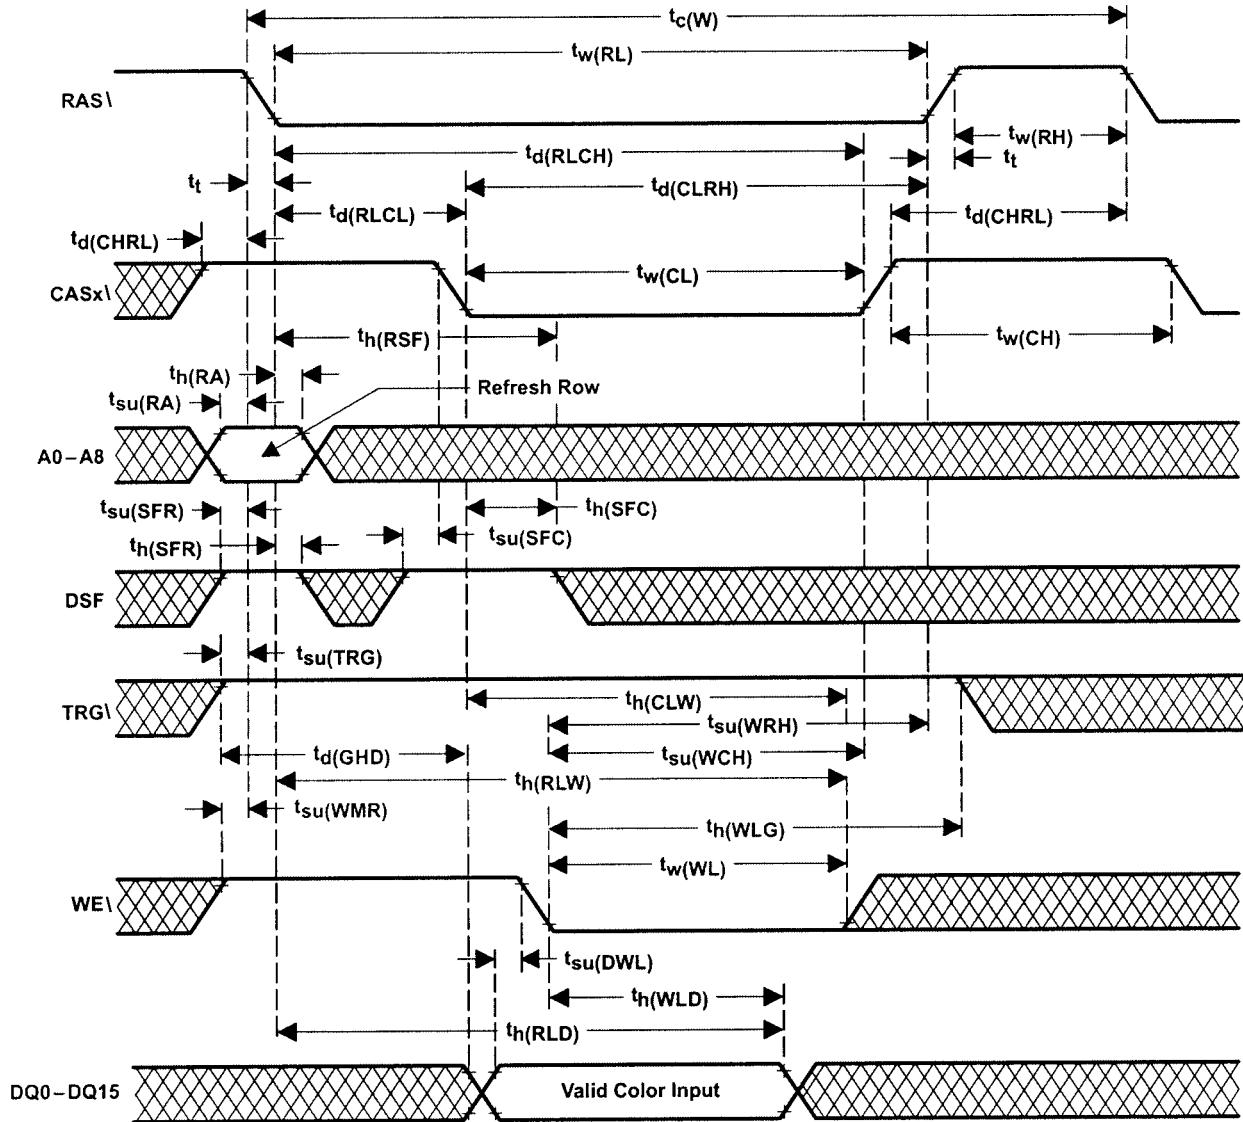 tc(W)
tw(RL)
RAS\
tw(RH)
td(RLCH)
tt
tt
td(CLRH)
td(RLCL)
td(CHRL)
td(CHRL)
tw(CL)
CASx\
th(RSF)
tw(CH)
th(RA)
Refresh Row
tsu(RA)
A0–A8
tsu(SFR)
th(SFC)
tsu(SFC)
th(SFR)
DSF
tsu(TRG)
th(CLW)
TRG\
tsu(WRH)
td(GHD)
tsu(WCH)
th(RLW)
tsu(WMR)
th(WLG)
tw(WL)
WE\
tsu(DWL)
th(WLD)
th(RLD)
DQ0–DQ15
Valid Color Input